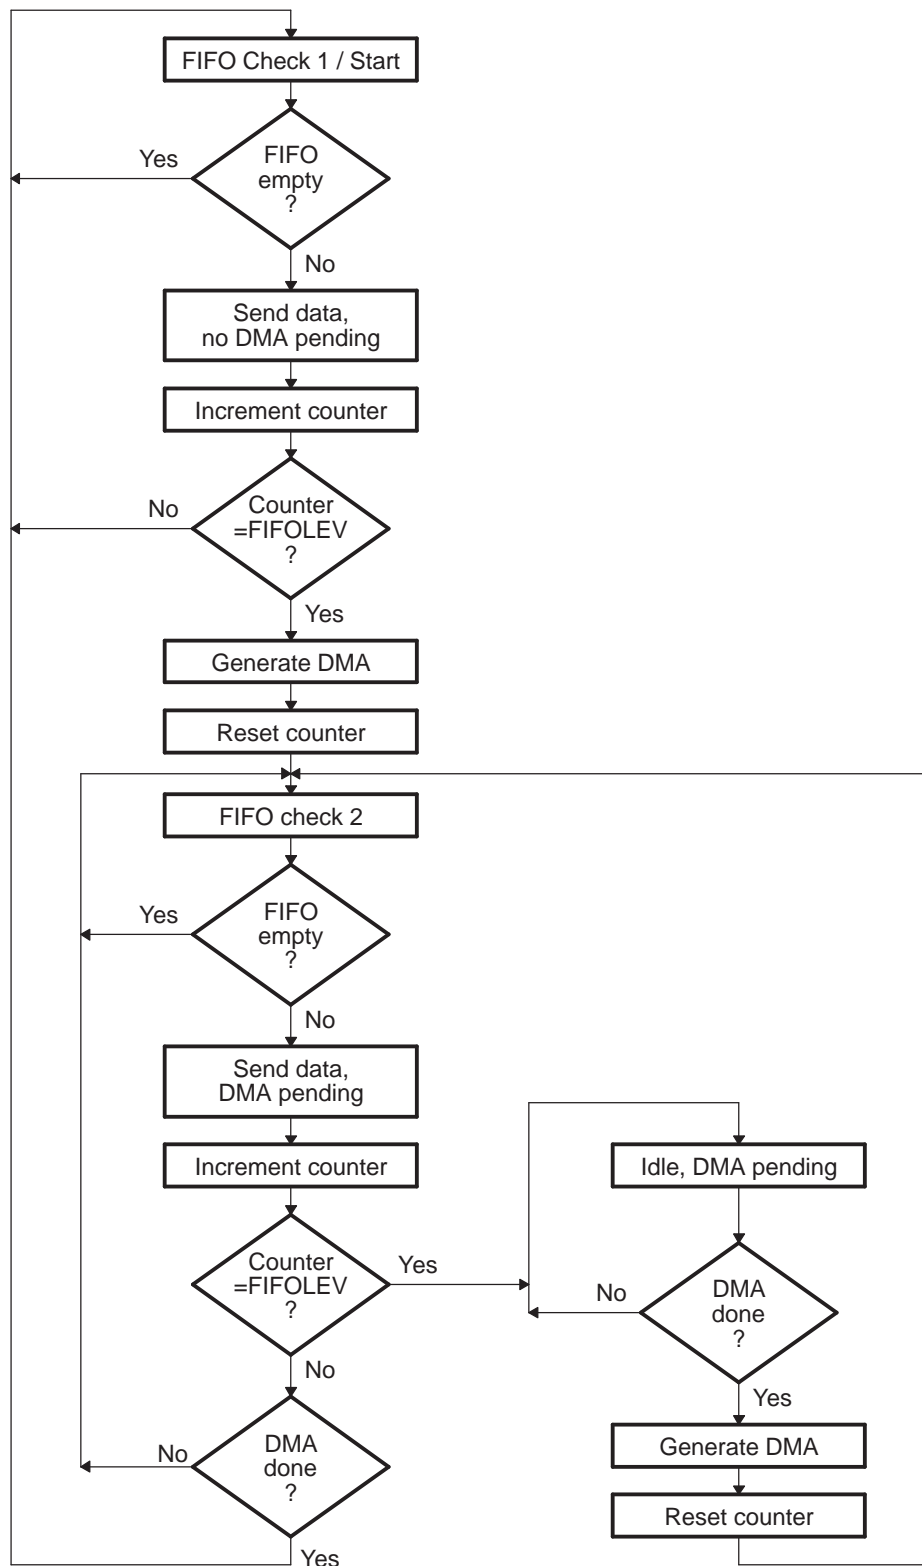 FIFO Check 1 / Start
FIFO
empty
?
Yes
No
Send data,
no DMA pending
Increment counter
Counter
=FIFOLEV
?
No
Yes
Generate DMA
Reset counter
FIFO check 2
FIFO
empty
?
Yes
No
Send data,
DMA pending
Increment counter
Counter
=FIFOLEV
?
Yes
No
DMA
done
?
No
Yes
Idle, DMA pending
DMA
done
?
No
Yes
Generate DMA
Reset counter